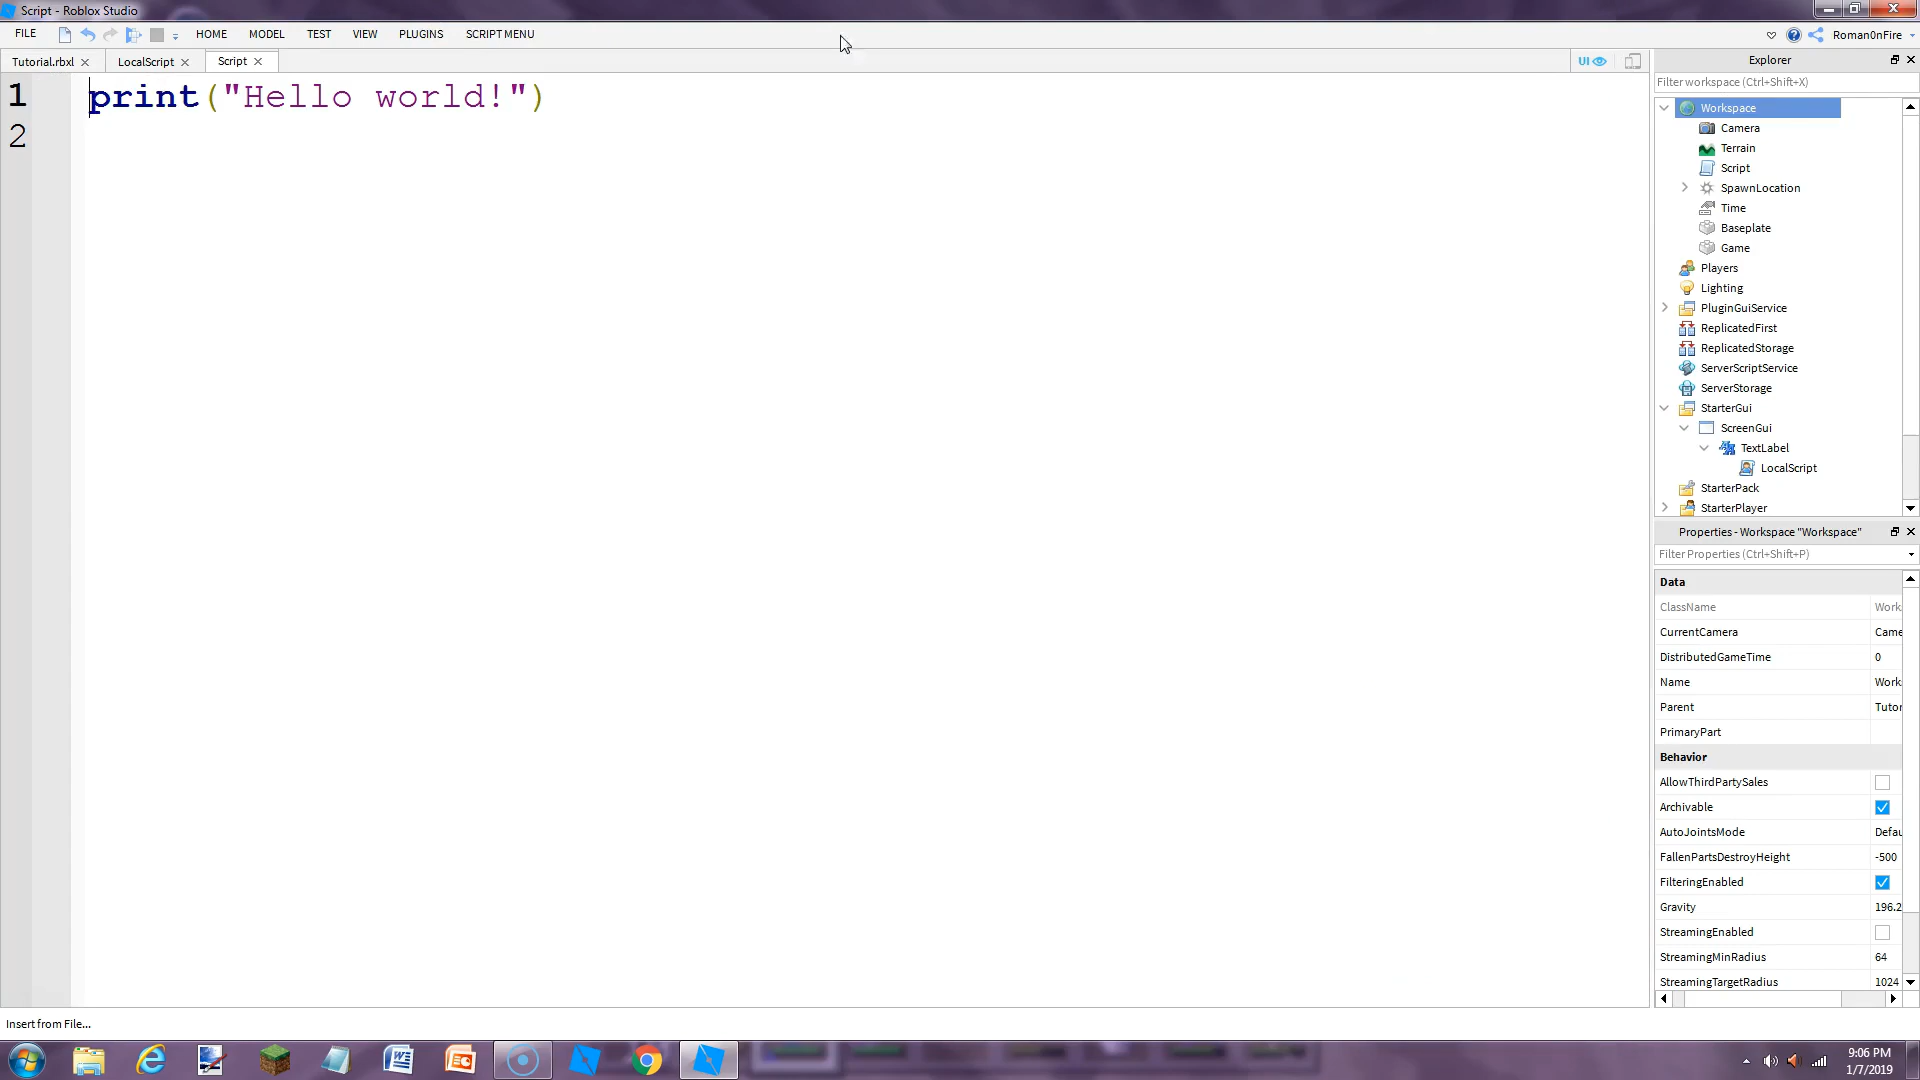 Script - Roblox Studio
FILE HOME MODEL TEST VIEW PLUGINS SCRIPT MENU Roman0nFire
Tutorial.rbxl LocalScript Script UI
1 print("Hello world!")
2
Explorer
Filter workspace (Ctrl+Shift+X)
Workspace
Camera
Terrain
Script
SpawnLocation
Time
Baseplate
Game
Players
Lighting
PluginGuiService
ReplicatedFirst
ReplicatedStorage
ServerScriptService
ServerStorage
StarterGui
ScreenGui
TextLabel
LocalScript
StarterPack
StarterPlayer
Properties - Workspace "Workspace"
Filter Properties (Ctrl+Shift+P)
Data
ClassName Work
CurrentCamera Came
DistributedGameTime 0
Name Work
Parent Tutor
PrimaryPart
Behavior
AllowThirdPartySales
Archivable
AutoJointsMode Defau
FallenPartsDestroyHeight -500
FilteringEnabled
Gravity 196.2
StreamingEnabled
StreamingMinRadius 64
StreamingTargetRadius 1024
Insert from File...
9:06 PM
1/7/2019